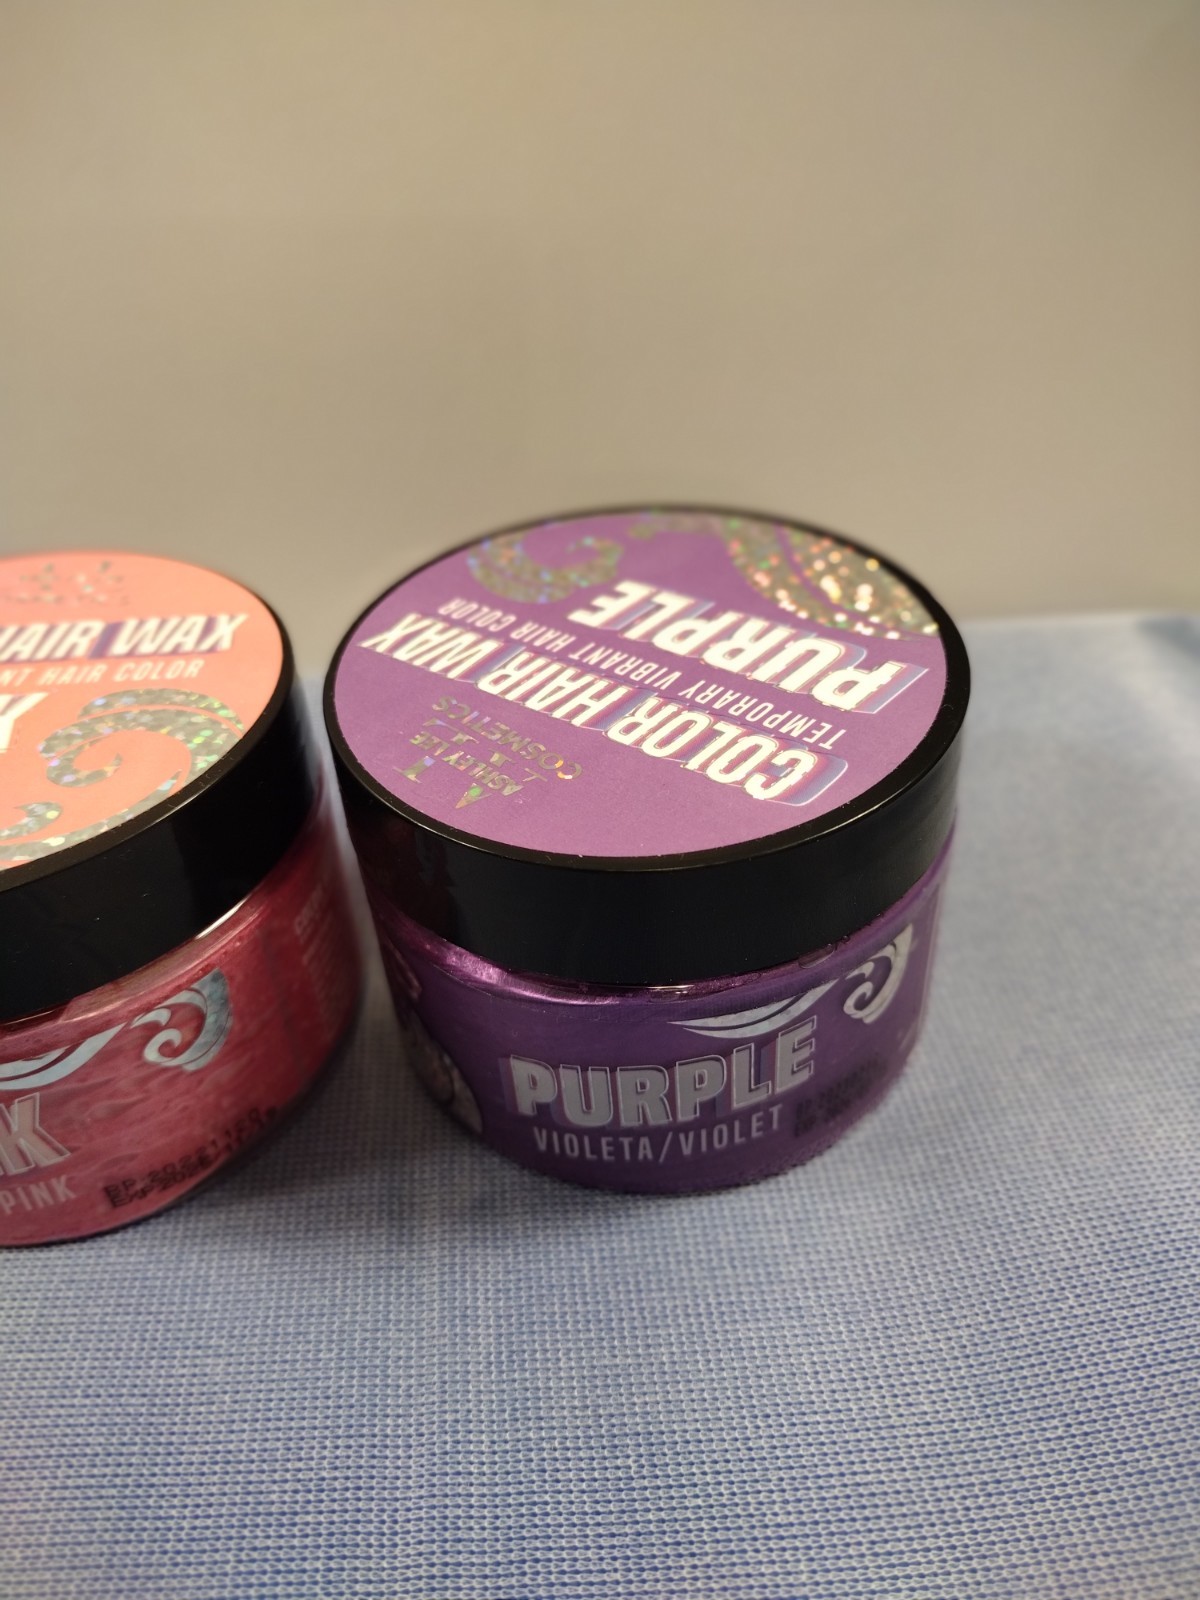 HAIR WAX
HAIR COLOR
PINK
ASHLEY LEE
COSMETICS
COLOR HAIR WAX
TEMPORARY VIBRANT HAIR COLOR
PURPLE
PURPLE
VIOLETA/VIOLET